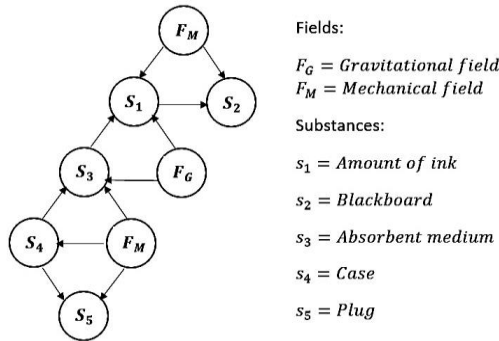 F_M
S_1
S_2
S_3
F_G
S_4
F_M
S_5
Fields:
F_G = Gravitational field
F_M = Mechanical field
Substances:
s_1 = Amount of ink
s_2 = Blackboard
s_3 = Absorbent medium
s_4 = Case
s_5 = Plug